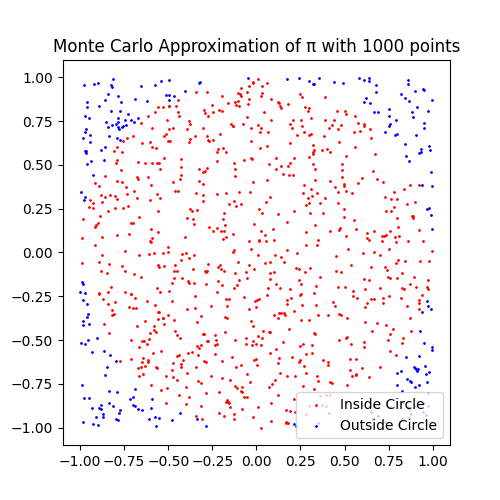 Monte Carlo Approximation of π with 1000 points
1.00
0.75
0.50
0.25
0.00
−0.25
−0.50
−0.75
−1.00
Inside Circle
Outside Circle
−1.00 −0.75 −0.50 −0.25 0.00 0.25 0.50 0.75 1.00